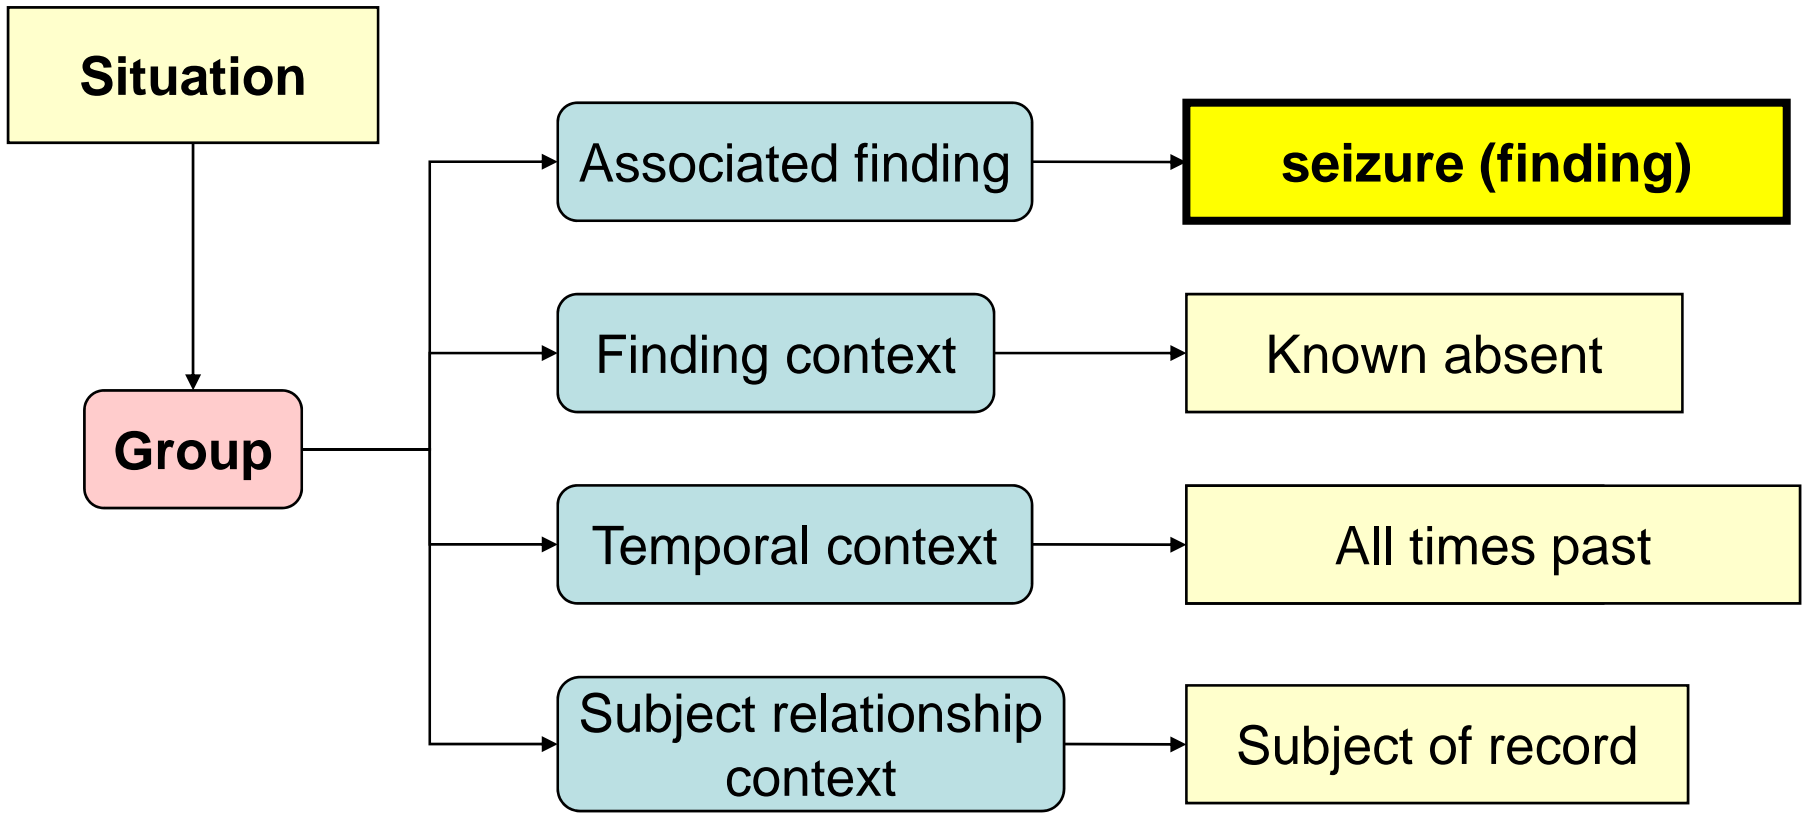 Situation
Associated finding
seizure (finding)
Finding context
Known absent
Group
Temporal context
All times past
Subject relationship
context
Subject of record